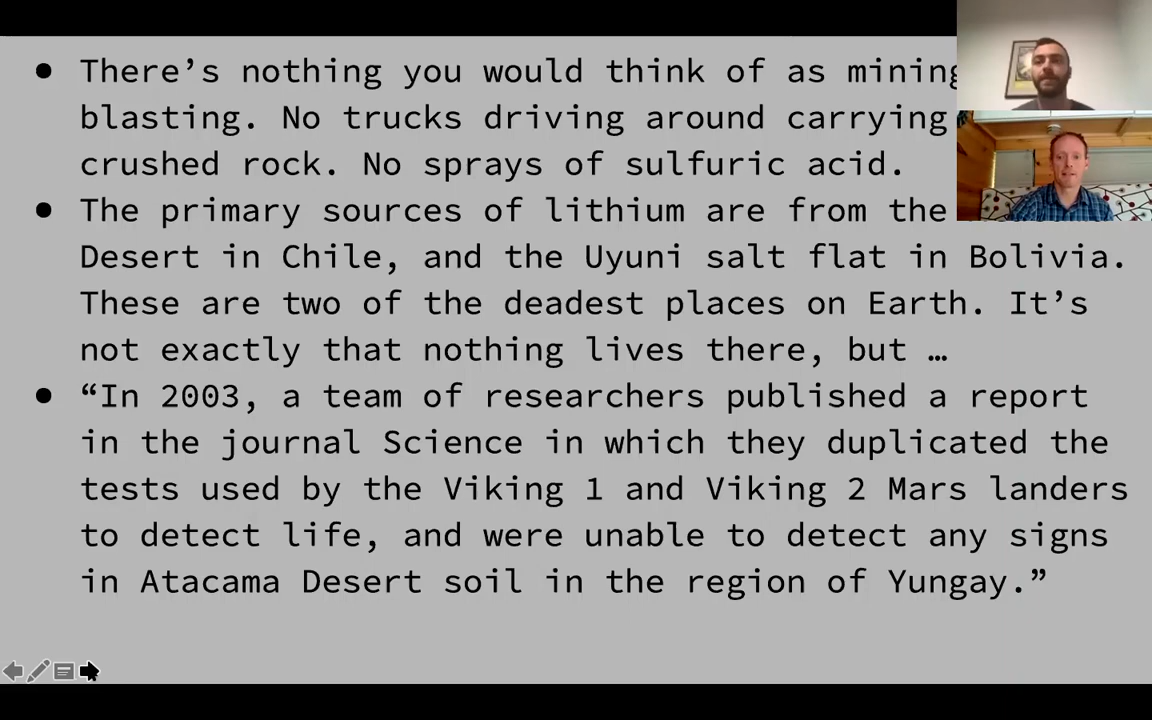 ● There’s nothing you would think of as mining
blasting. No trucks driving around carrying
crushed rock. No sprays of sulfuric acid.
● The primary sources of lithium are from the
Desert in Chile, and the Uyuni salt flat in Bolivia.
These are two of the deadest places on Earth. It’s
not exactly that nothing lives there, but …
● “In 2003, a team of researchers published a report
in the journal Science in which they duplicated the
tests used by the Viking 1 and Viking 2 Mars landers
to detect life, and were unable to detect any signs
in Atacama Desert soil in the region of Yungay.”